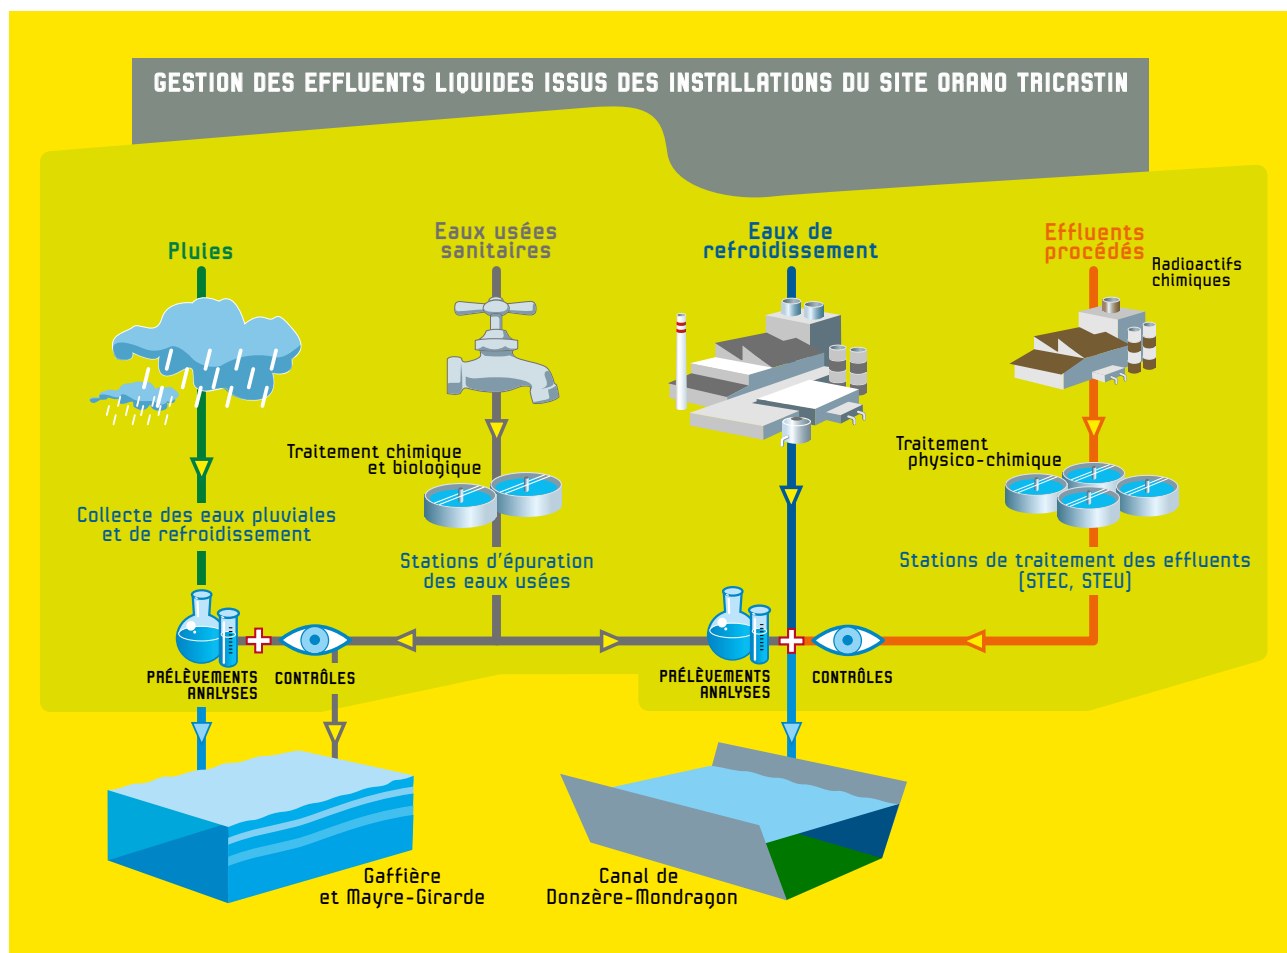 GESTION DES EFFLUENTS LIQUIDES ISSUS DES INSTALLATIONS DU SITE ORANO TRICASTIN
Pluies
Eaux usées
sanitaires
Eaux de
refroidissement
Effluents
procédés
Radioactifs
chimiques
Traitement chimique
et biologique
Traitement
physico-chimique
Collecte des eaux pluviales
et de refroidissement
Stations d'épuration
des eaux usées
Stations de traitement des effluents
[STEC, STEU]
PRÉLÈVEMENTS
ANALYSES
CONTRÔLES
PRÉLÈVEMENTS
ANALYSES
CONTRÔLES
Gaffière
et Mayre-Girarde
Canal de
Donzère-Mondragon